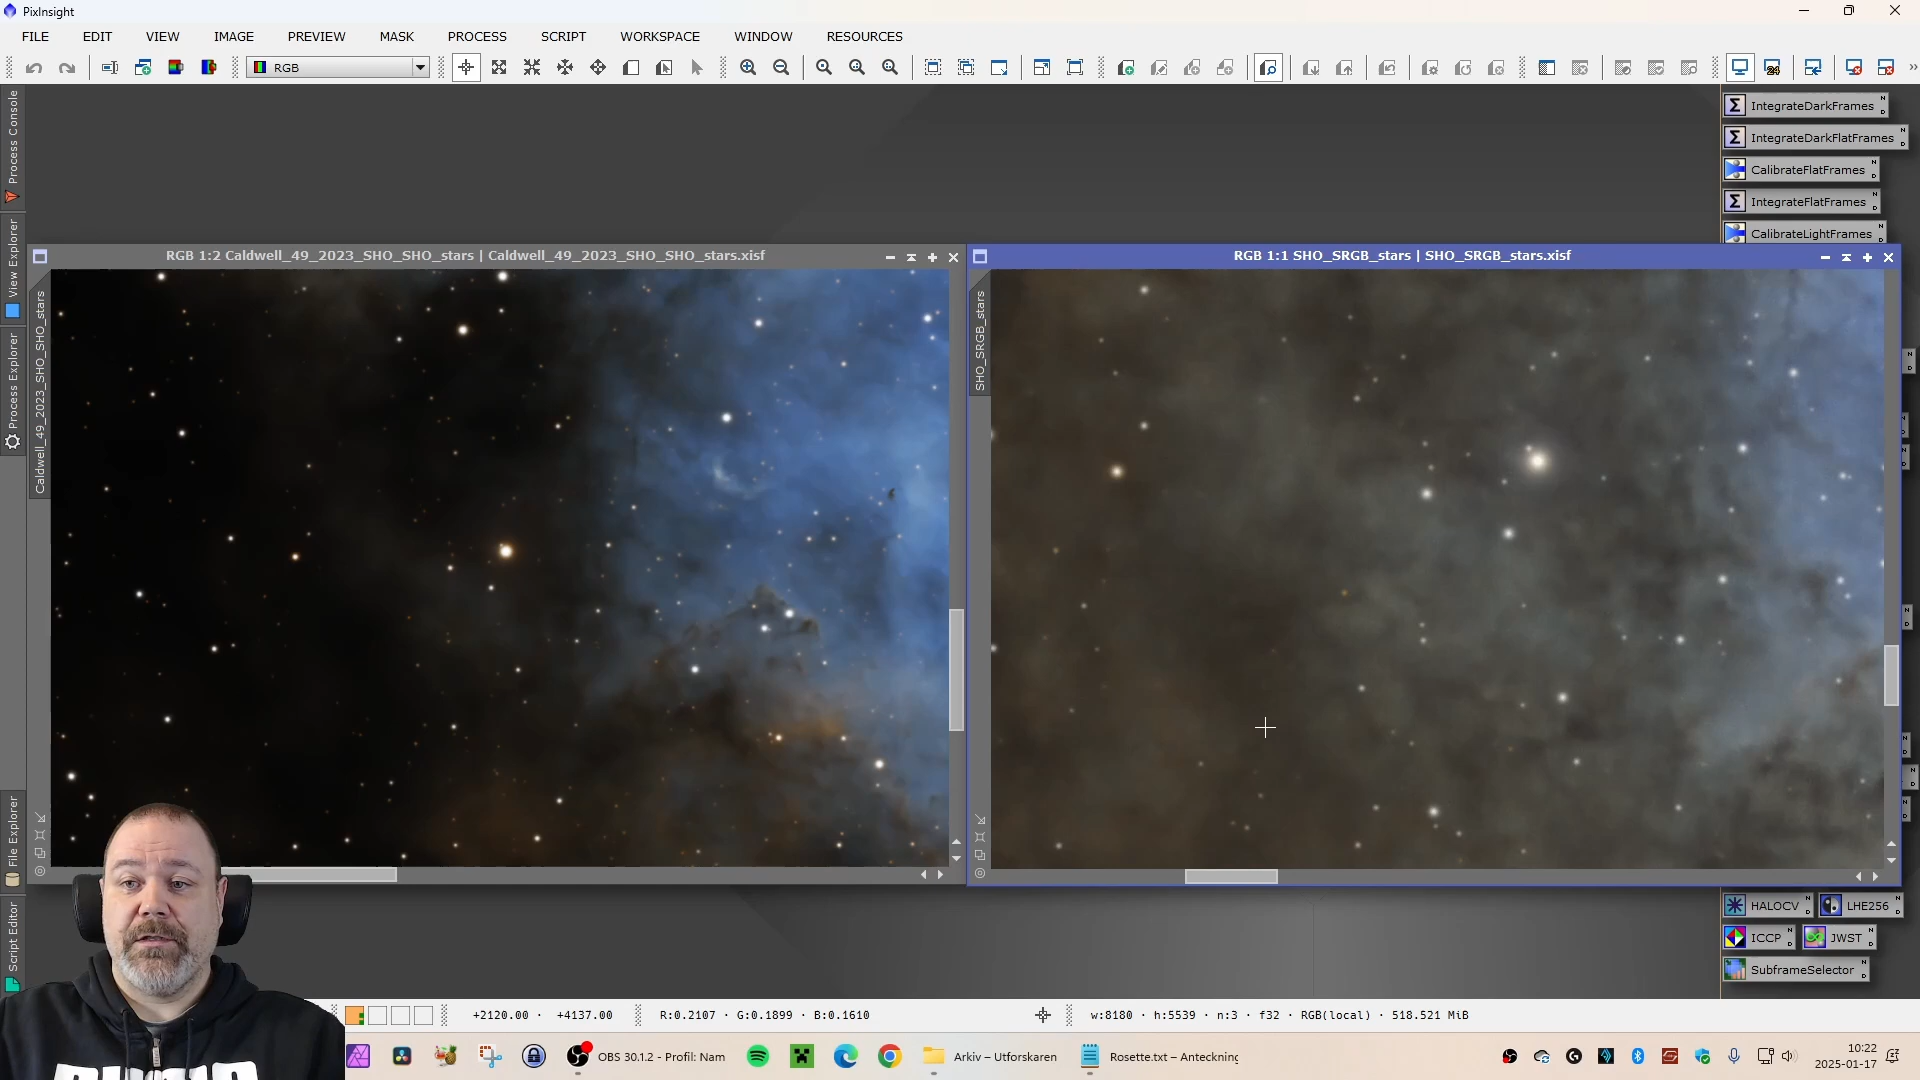 PixInsight
FILE EDIT VIEW IMAGE PREVIEW MASK PROCESS SCRIPT WORKSPACE WINDOW RESOURCES
RGB
24
Process Console
View Explorer
Process Explorer
File Explorer
Script Editor
IntegrateDarkFrames
IntegrateDarkFlatFrames
CalibrateFlatFrames
IntegrateFlatFrames
CalibrateLightFrames
RGB 1:2 Caldwell_49_2023_SHO_SHO_stars | Caldwell_49_2023_SHO_SHO_stars.xisf
Caldwell_49_2023_SHO_SHO_stars
RGB 1:1 SHO_SRGB_stars | SHO_SRGB_stars.xisf
SHO_SRGB_stars
HALOCV LHE256
ICCP JWST
SubframeSelector
+2120.00 · +4137.00 R:0.2107 · G:0.1899 · B:0.1610 w:8180 · h:5539 · n:3 · f32 · RGB(local) · 518.521 MiB
OBS 30.1.2 - Profil: Nam
Arkiv – Utforskaren
Rosette.txt – Anteckning
10:22
2025-01-17